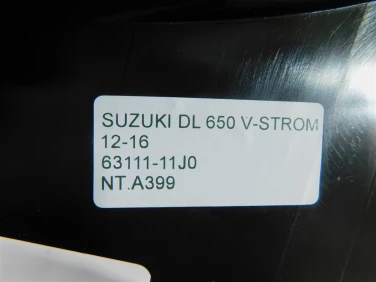 SUZUKI DL 650 V-STROM
12-16
63111-11J0
NT.A399